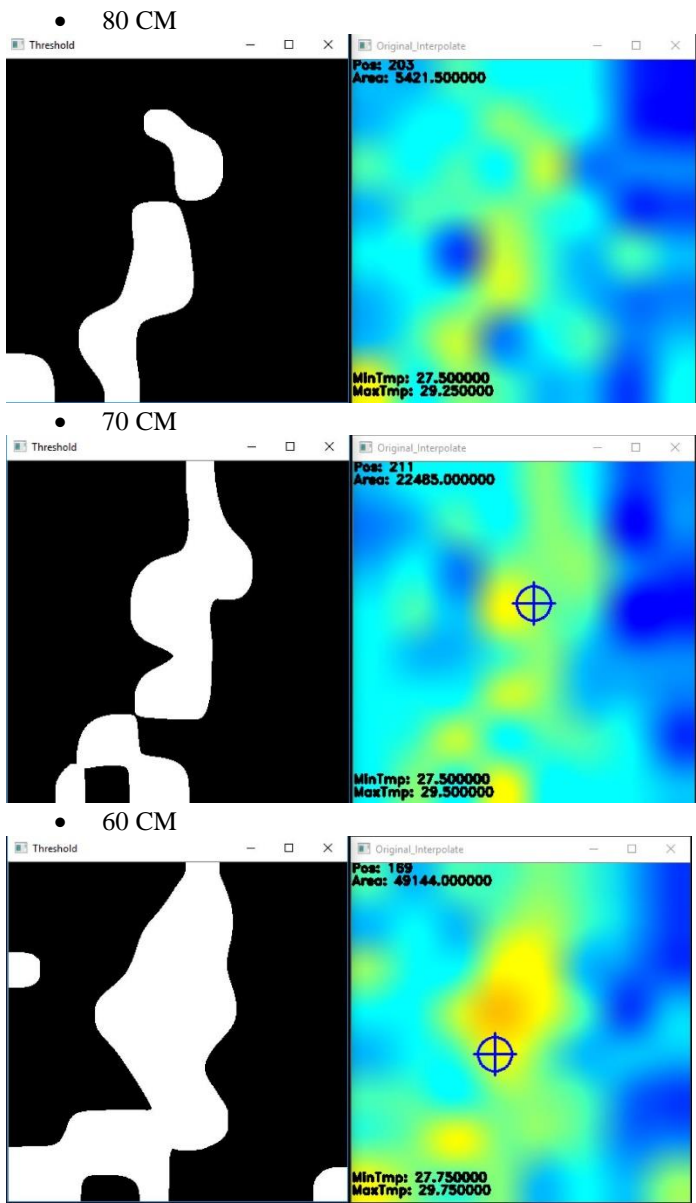 • 80 CM
Threshold
Original_Interpolate
Pos: 203
Area: 5421.500000
MinTmp: 27.500000
MaxTmp: 29.250000
• 70 CM
Threshold
Original_Interpolate
Pos: 211
Area: 22485.000000
MinTmp: 27.500000
MaxTmp: 29.500000
• 60 CM
Threshold
Original_Interpolate
Pos: 169
Area: 49144.000000
MinTmp: 27.750000
MaxTmp: 29.750000